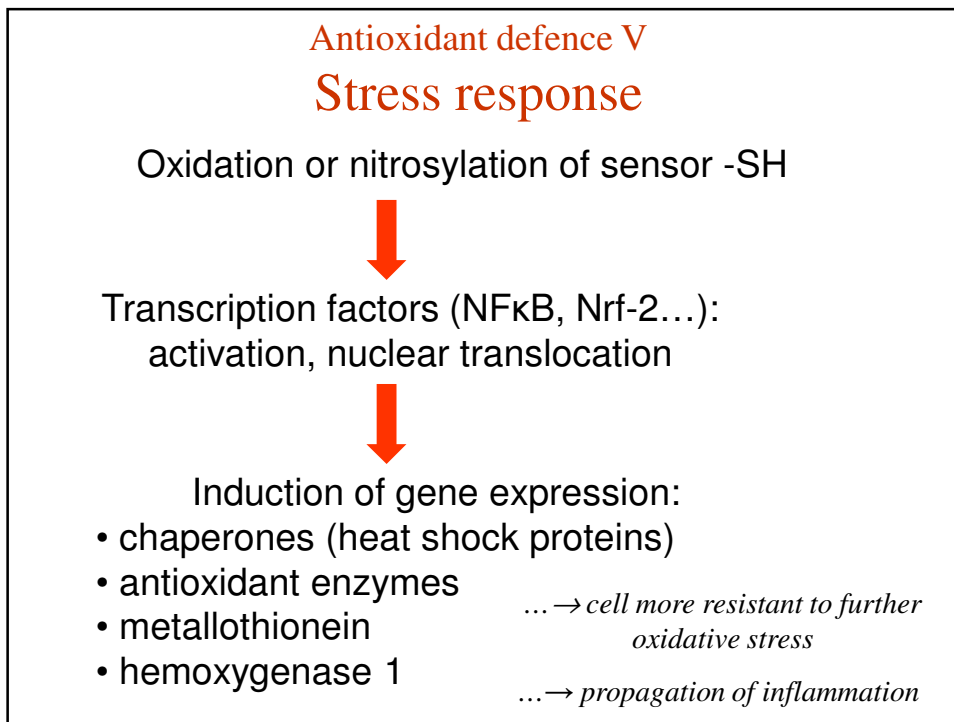 Antioxidant defence V
Stress response
Oxidation or nitrosylation of sensor -SH
Transcription factors (NFκB, Nrf-2…):
activation, nuclear translocation
Induction of gene expression:
• chaperones (heat shock proteins)
• antioxidant enzymes
• metallothionein
• hemoxygenase 1
…→ cell more resistant to further
oxidative stress
…→ propagation of inflammation